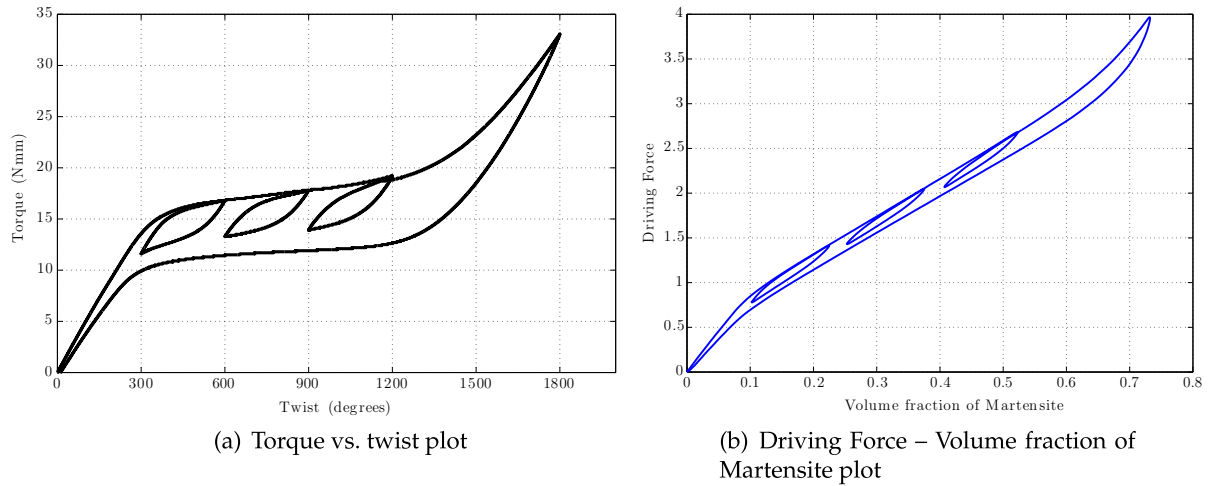 35
30
25
20
15
10
5
0
0 300 600 900 1200 1500 1800
Torque (Nmm)
Twist (degrees)
(a) Torque vs. twist plot
4
3.5
3
2.5
2
1.5
1
0.5
0
0 0.1 0.2 0.3 0.4 0.5 0.6 0.7 0.8
Driving Force
Volume fraction of Martensite
(b) Driving Force – Volume fraction of
Martensite plot